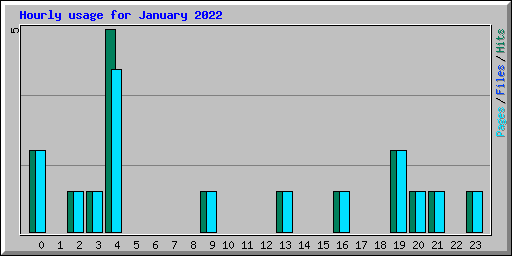 Hourly usage for January 2022
5
Pages/Files/Hits
0 1 2 3 4 5 6 7 8 9 10 11 12 13 14 15 16 17 18 19 20 21 22 23